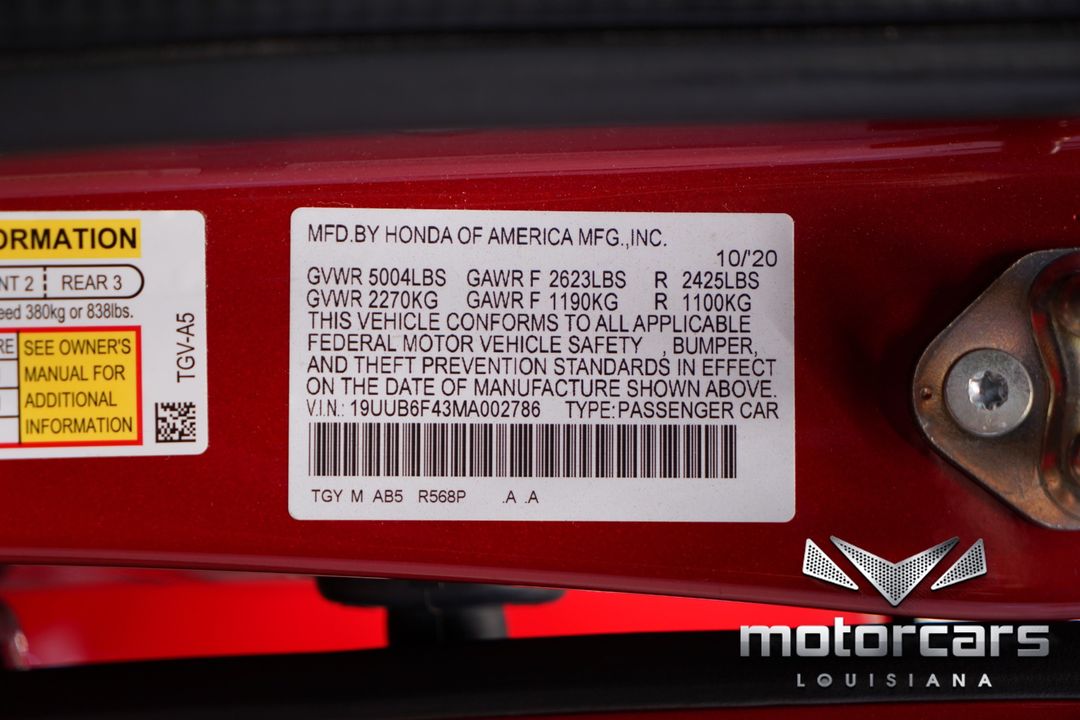 ORMATION
NT 2 REAR 3
eed 380kg or 838lbs.
RE
SEE OWNER'S
MANUAL FOR
ADDITIONAL
INFORMATION
TGV-A5
MFD.BY HONDA OF AMERICA MFG.,INC.
10/'20
GVWR 5004LBS GAWR F 2623LBS R 2425LBS
GVWR 2270KG GAWR F 1190KG R 1100KG
THIS VEHICLE CONFORMS TO ALL APPLICABLE
FEDERAL MOTOR VEHICLE SAFETY , BUMPER,
AND THEFT PREVENTION STANDARDS IN EFFECT
ON THE DATE OF MANUFACTURE SHOWN ABOVE.
V.I.N.: 19UUB6F43MA002786 TYPE:PASSENGER CAR
TGY M AB5 R568P .A .A
motorcars
LOUISIANA